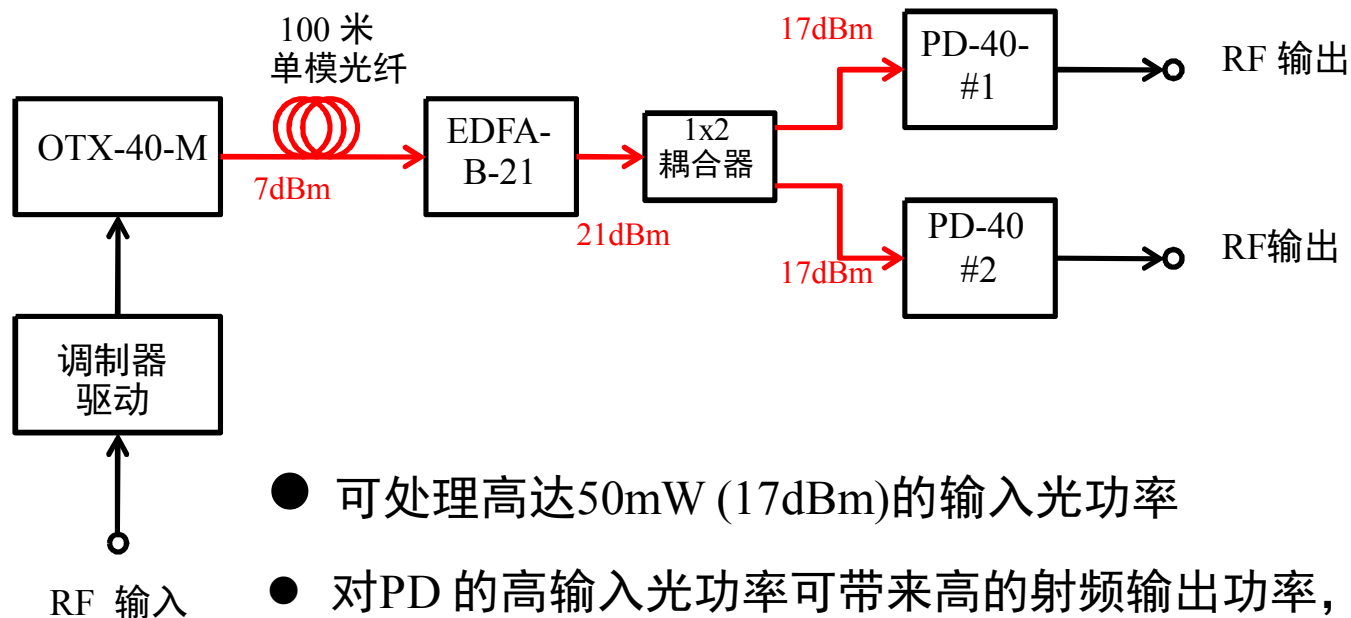 100 米
单模光纤
OTX-40-M
7dBm
EDFA-
B-21
21dBm
1x2
耦合器
17dBm
PD-40-
#1
RF 输出
17dBm
PD-40
#2
RF输出
调制器
驱动
RF 输入
● 可处理高达50mW (17dBm)的输入光功率
● 对PD 的高输入光功率可带来高的射频输出功率，